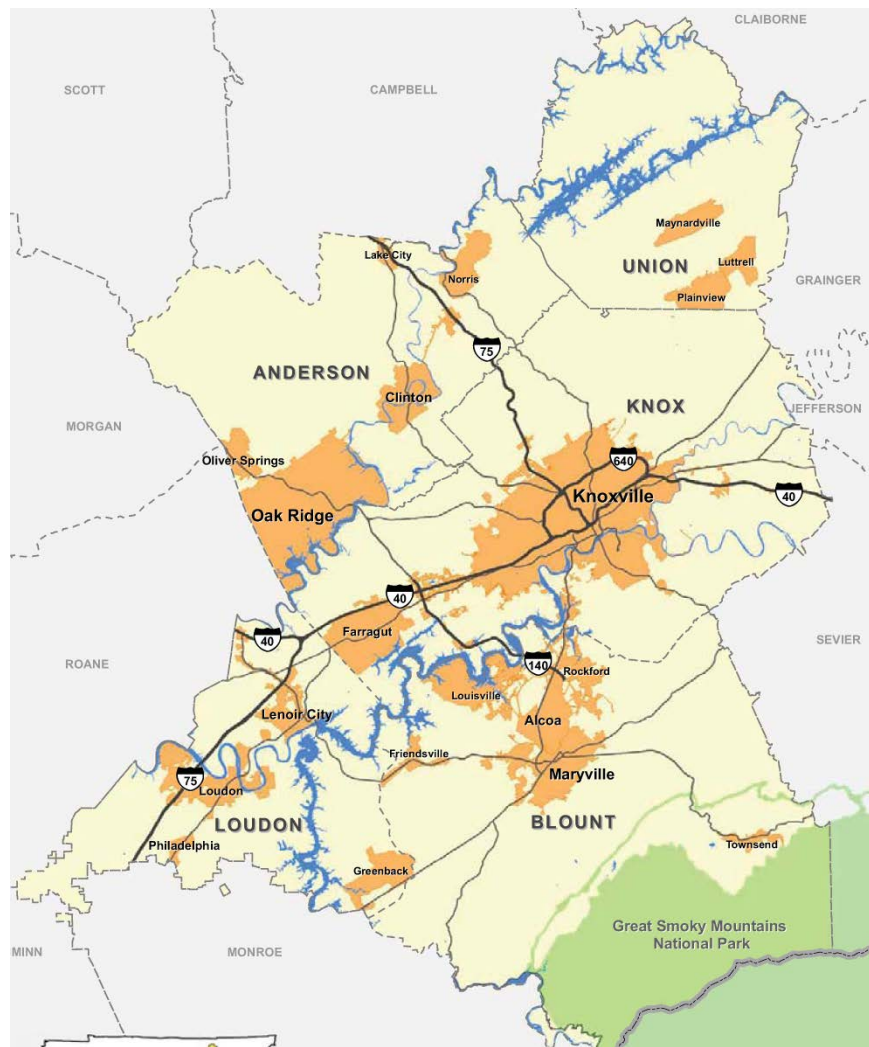 CLAIBORNE
SCOTT
CAMPBELL
Maynardville
Lake City
Luttrell
Norris
UNION
GRAINGER
Plainview
75
ANDERSON
Clinton
KNOX
JEFFERSON
MORGAN
Oliver Springs
640
Knoxville
40
Oak Ridge
40
Farragut
40
SEVIER
ROANE
140
Rockford
Louisville
Lenoir City
Alcoa
Friendsville
75
Maryville
Loudon
LOUDON
BLOUNT
Philadelphia
Townsend
Greenback
Great Smoky Mountains
National Park
MINN
MONROE